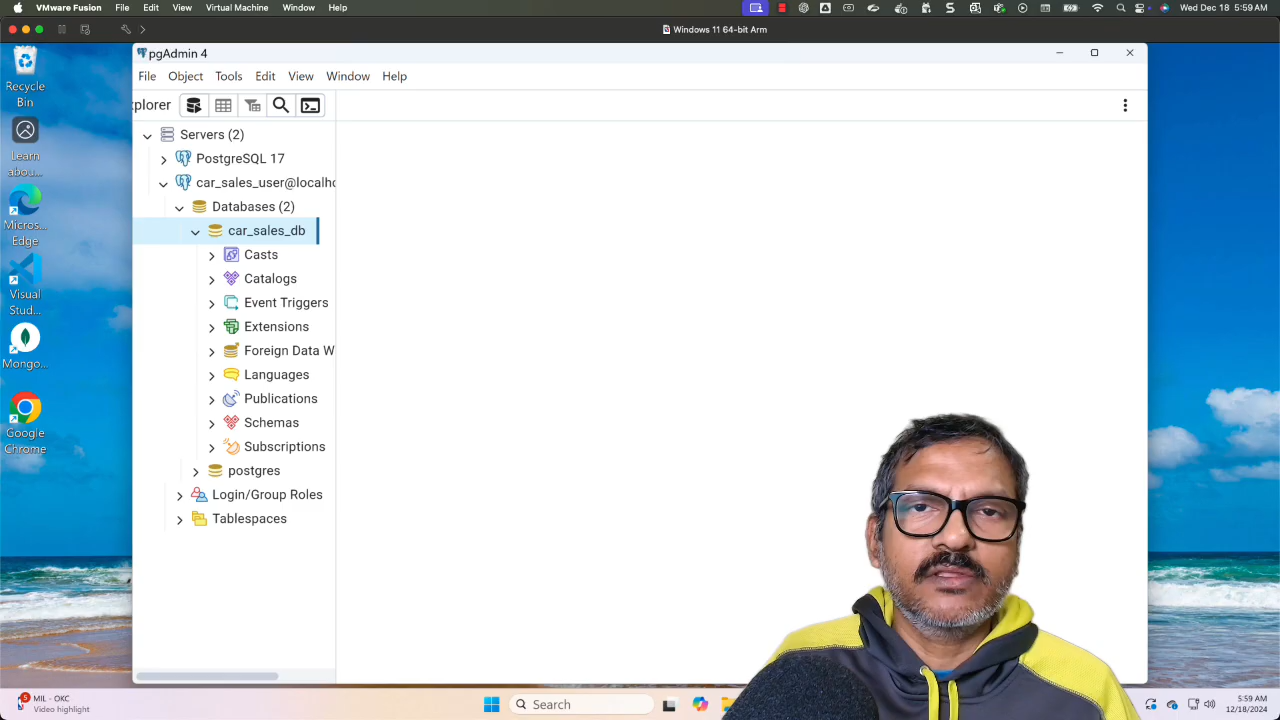 VMware Fusion File Edit View Virtual Machine Window Help
Wed Dec 18 5:59 AM
Windows 11 64-bit Arm
Recycle
Bin
Learn
abou...
Micros...
Edge
Visual
Stud...
Mongo...
Google
Chrome
pgAdmin 4
File Object Tools Edit View Window Help
xplorer
Servers (2)
PostgreSQL 17
car_sales_user@localho
Databases (2)
car_sales_db
Casts
Catalogs
Event Triggers
Extensions
Foreign Data W
Languages
Publications
Schemas
Subscriptions
postgres
Login/Group Roles
Tablespaces
5
MIL - OKC
Video highlight
Search
5:59 AM
12/18/2024